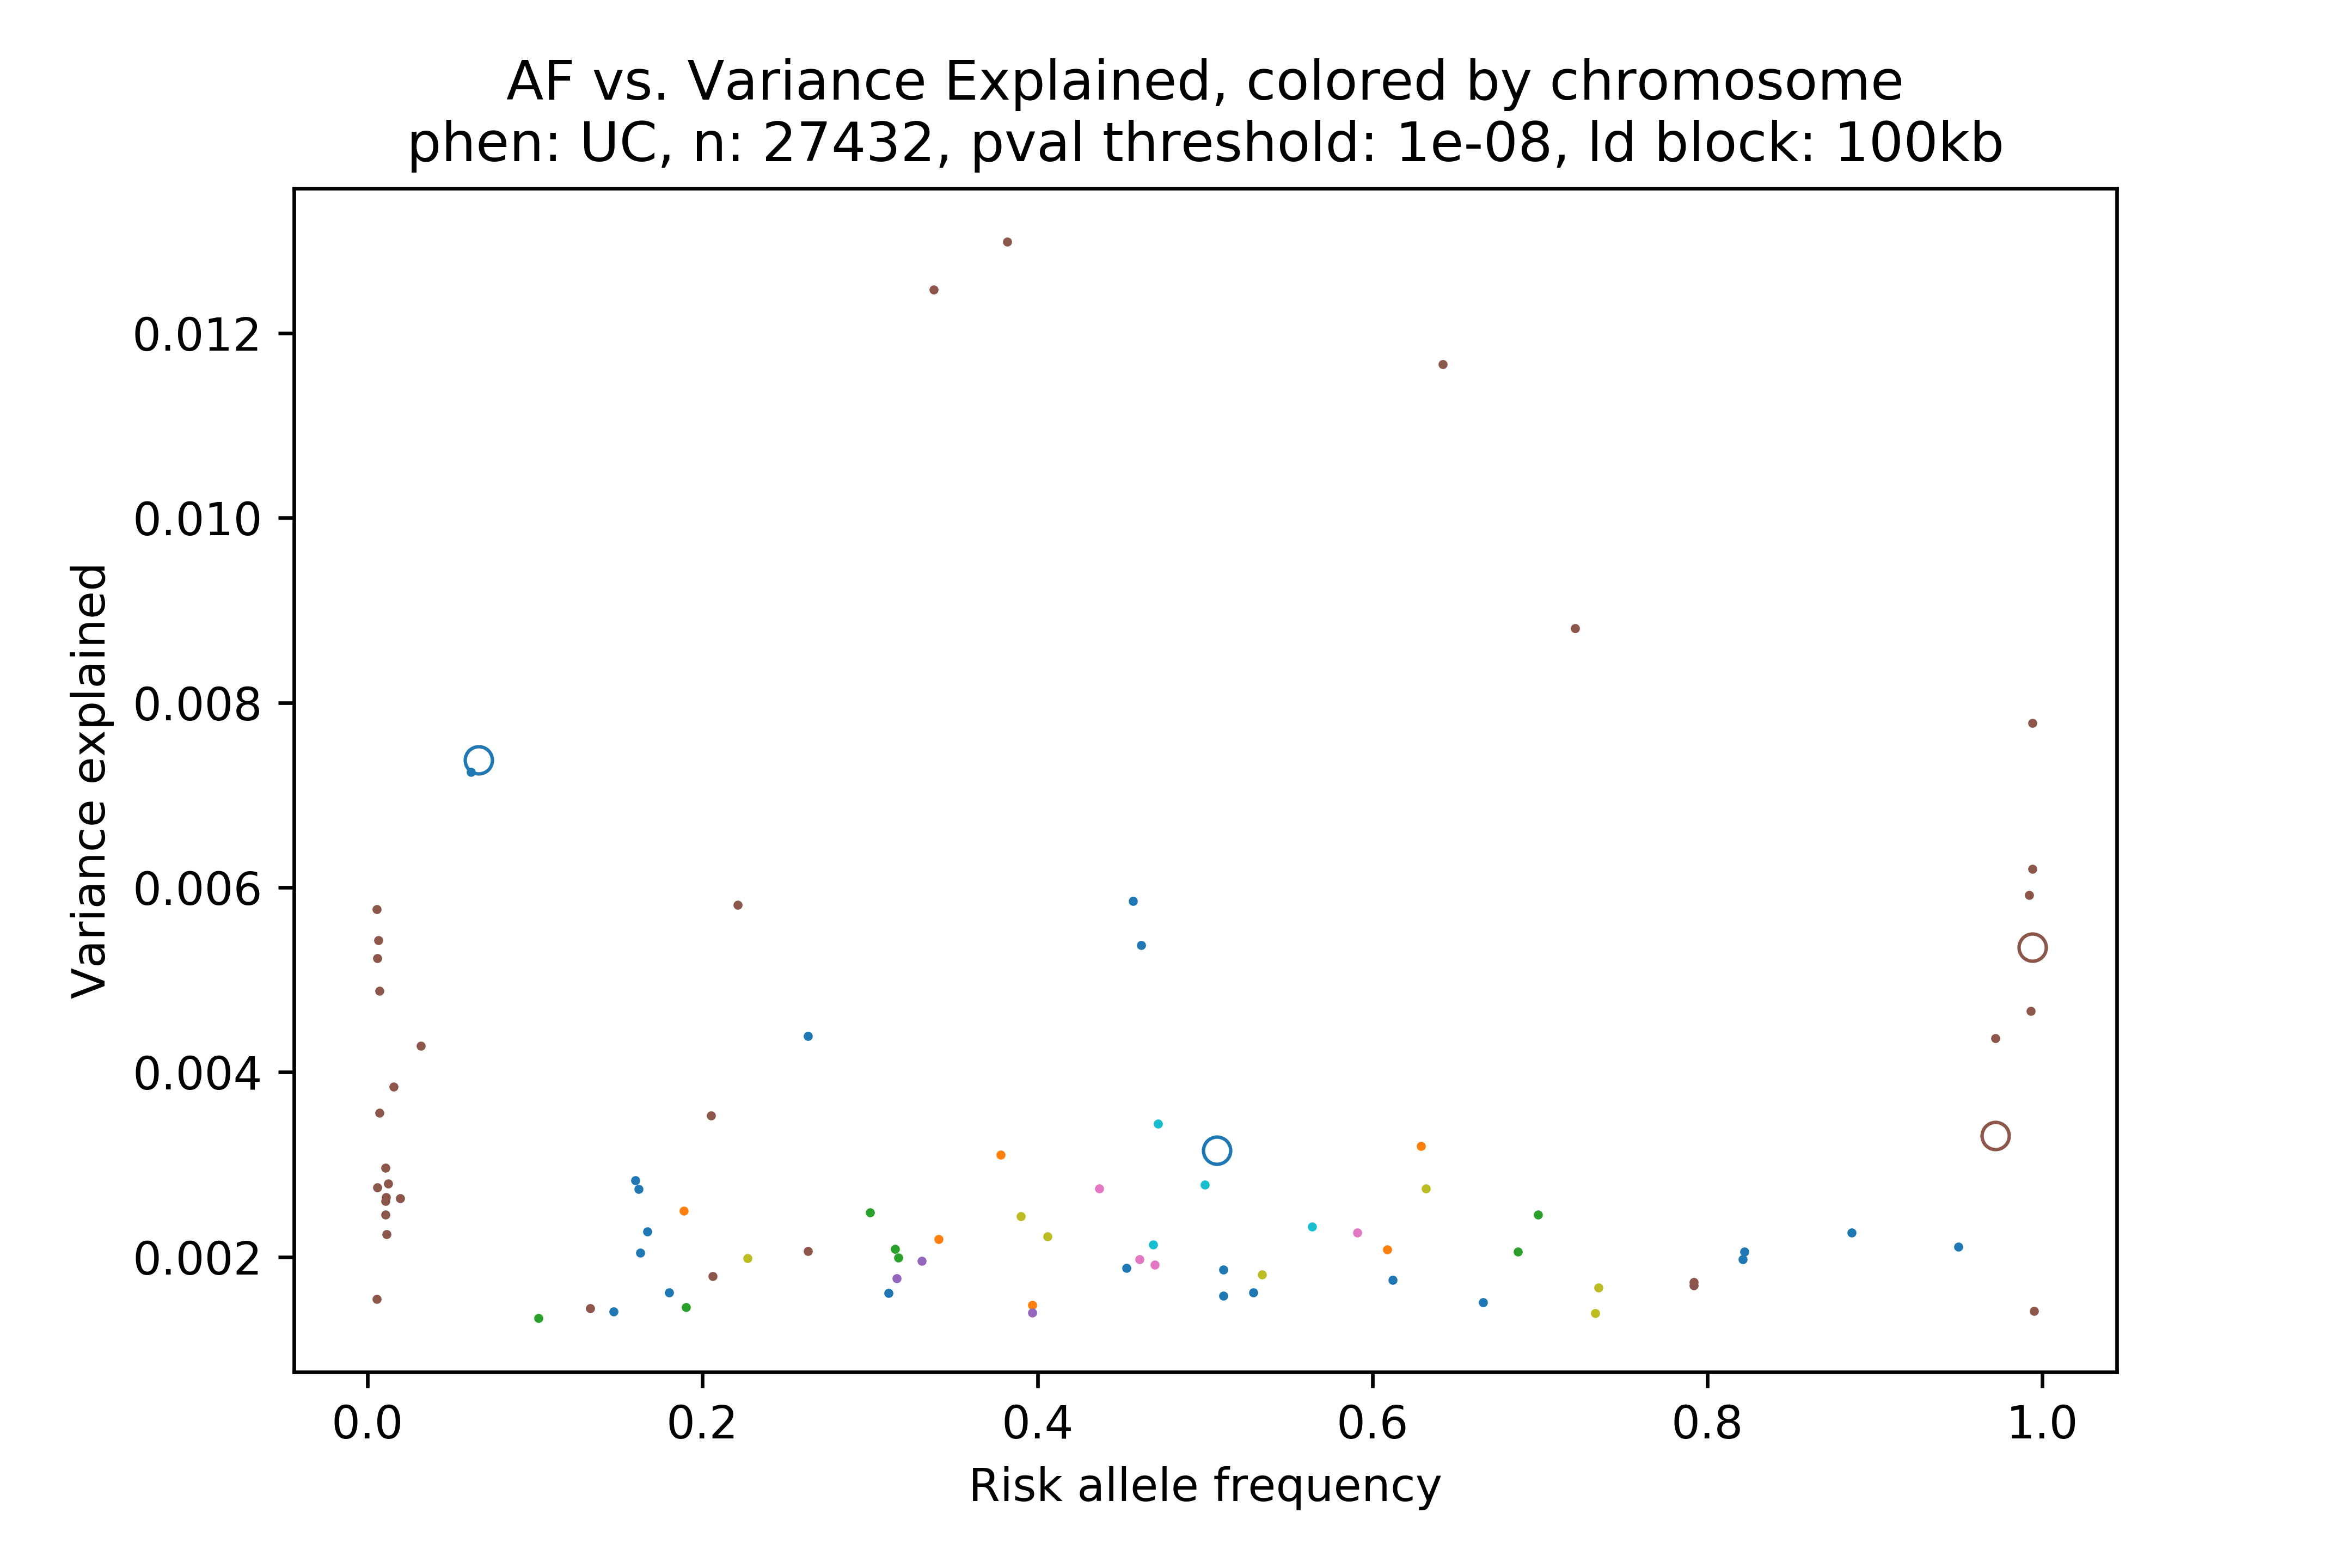 AF vs. Variance Explained, colored by chromosome
phen: UC, n: 27432, pval threshold: 1e-08, ld block: 100kb
0.012
0.010
0.008
0.006
0.004
0.002
Variance explained
0.0 0.2 0.4 0.6 0.8 1.0
Risk allele frequency